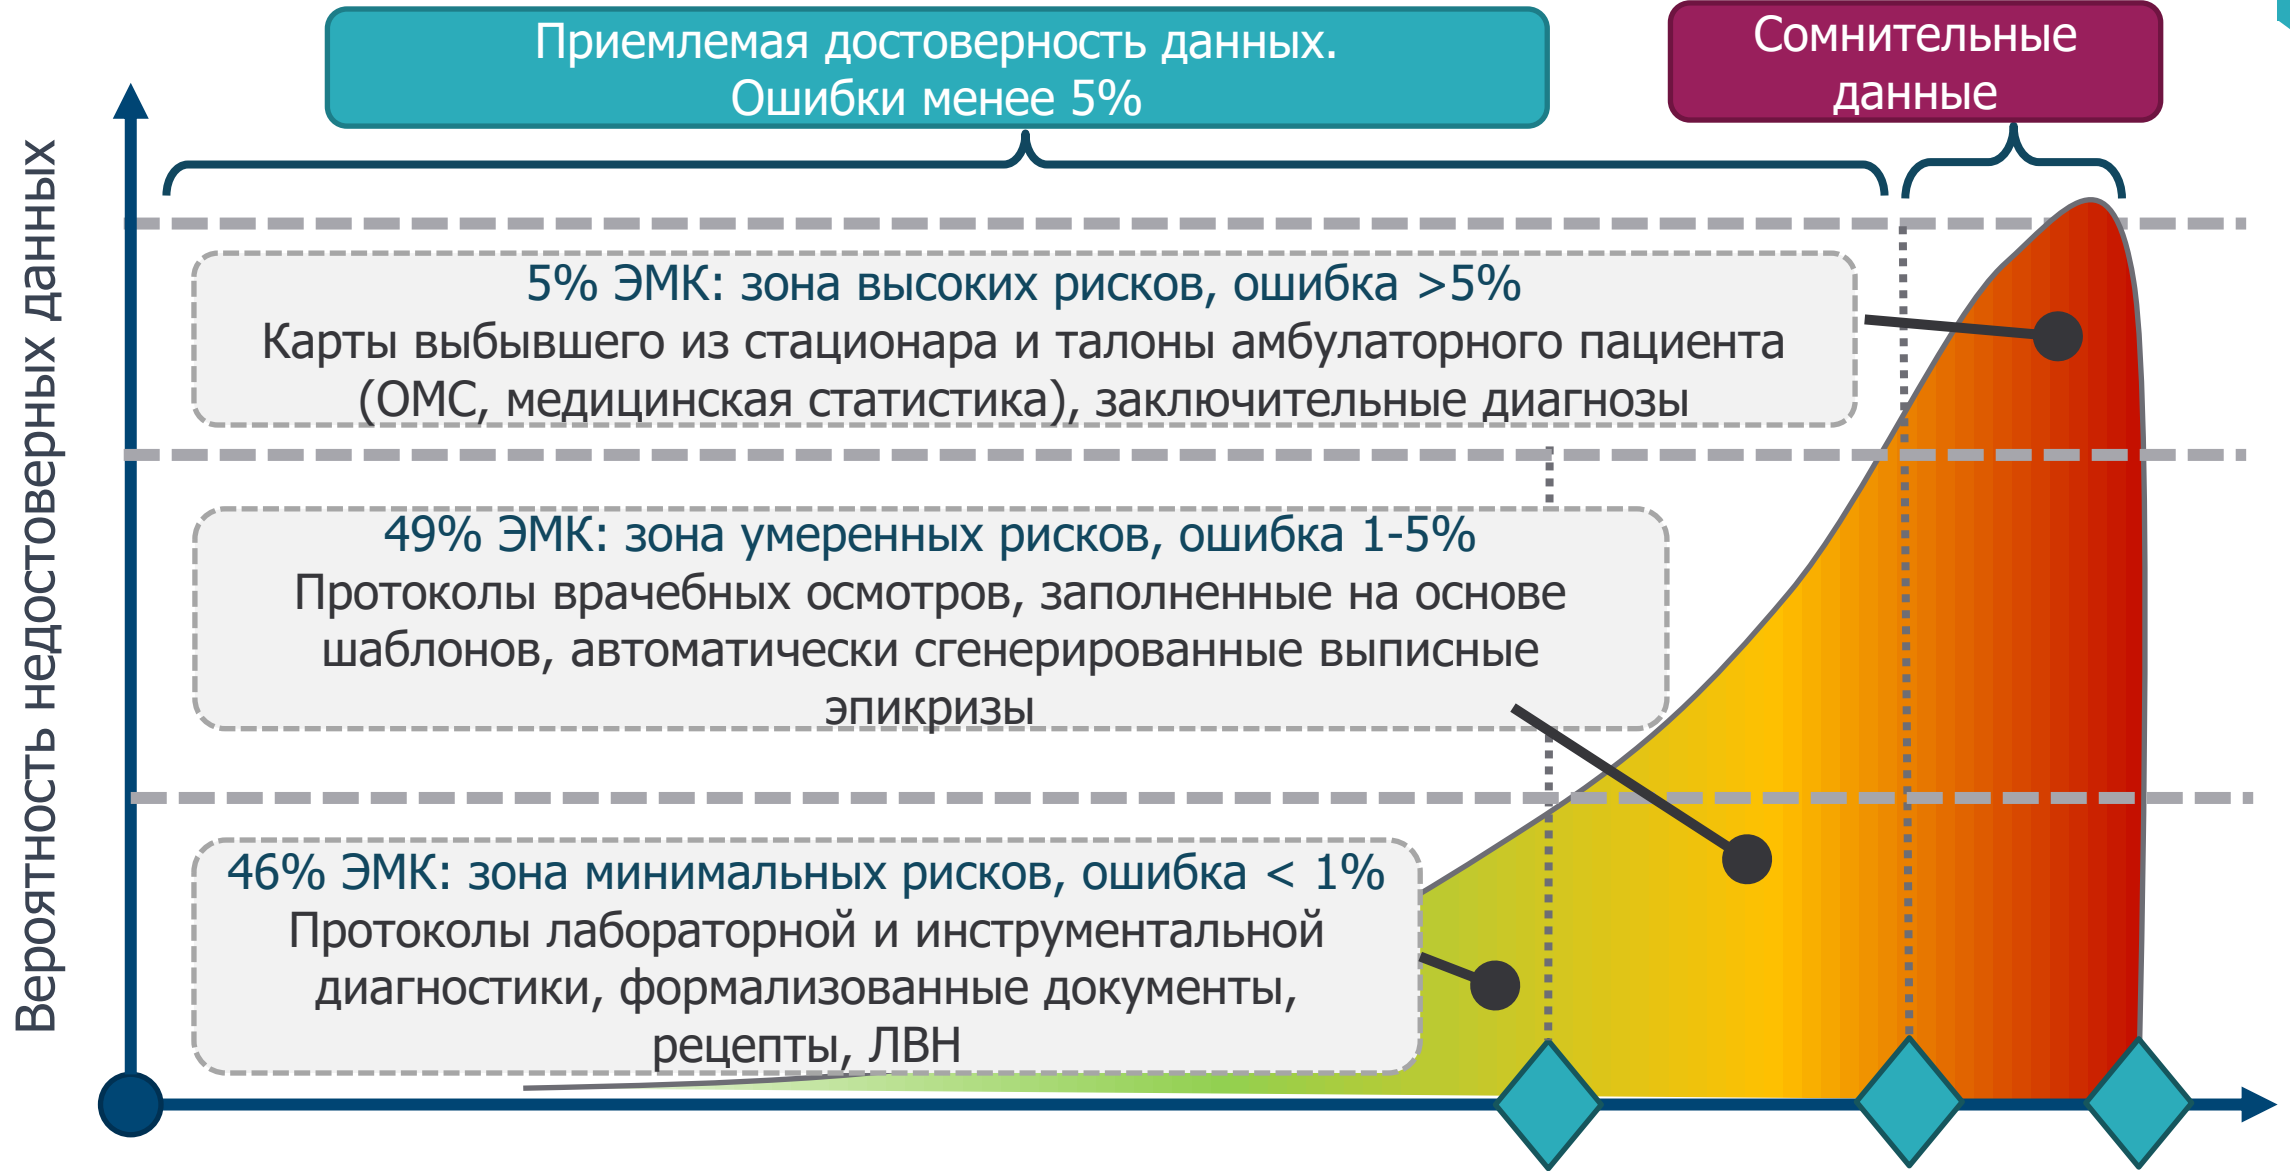 Приемлемая достоверность данных.
Ошибки менее 5%
Сомнительные
данные
Вероятность недостоверных данных
5% ЭМК: зона высоких рисков, ошибка >5%
Карты выбывшего из стационара и талоны амбулаторного пациента
(ОМС, медицинская статистика), заключительные диагнозы
49% ЭМК: зона умеренных рисков, ошибка 1-5%
Протоколы врачебных осмотров, заполненные на основе
шаблонов, автоматически сгенерированные выписные
эпикризы
46% ЭМК: зона минимальных рисков, ошибка < 1%
Протоколы лабораторной и инструментальной
диагностики, формализованные документы,
рецепты, ЛВН